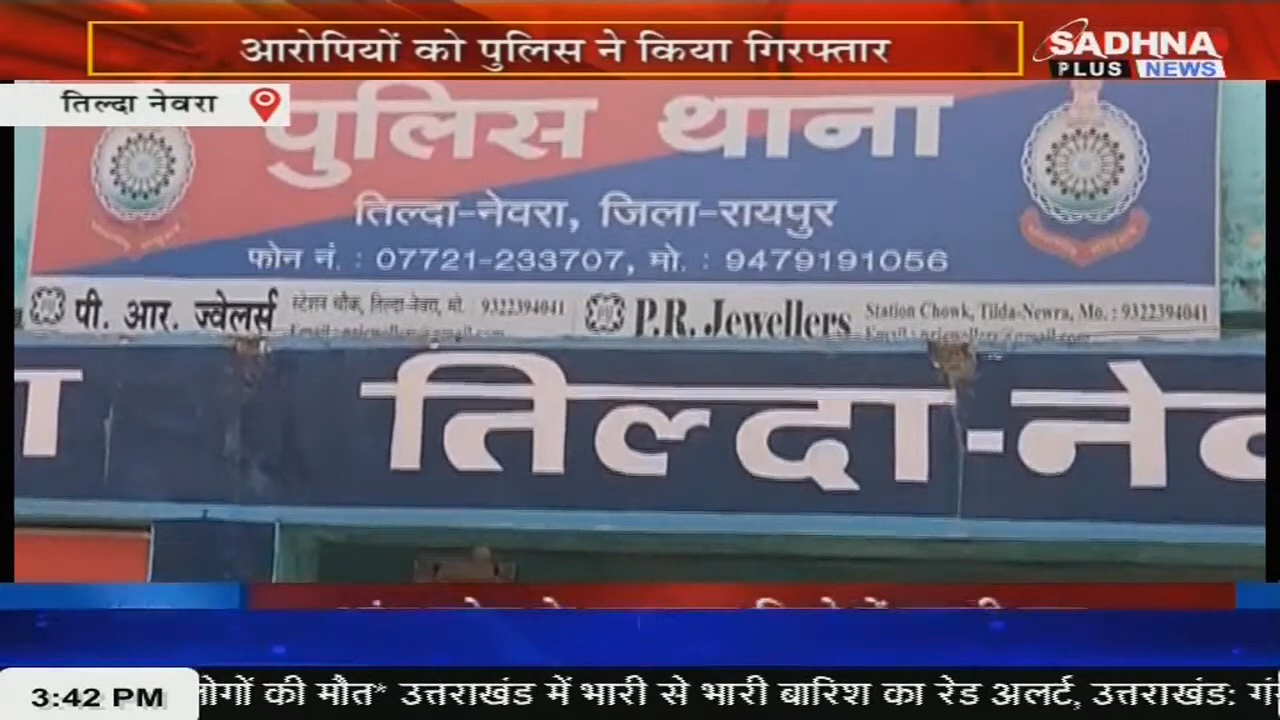 आरोपियों को पुलिस ने किया गिरफ्तार
SADHNA
PLUS NEWS
तिल्दा नेवरा
पुलिस थाना
तिल्दा-नेवरा, जिला-रायपुर
फोन नं. : 07721-233707, मो. : 9479191056
पी. आर. ज्वेलर्स स्टेशन चौक, तिल्दा-नेवरा, मो. 9322394041 P.R. Jewellers Station Chowk, Tilda-Newra, Mo. : 9322394041
तिल्दा-नेव
3:42 PM लोगों की मौत* उत्तराखंड में भारी से भारी बारिश का रेड अलर्ट, उत्तराखंड: गं